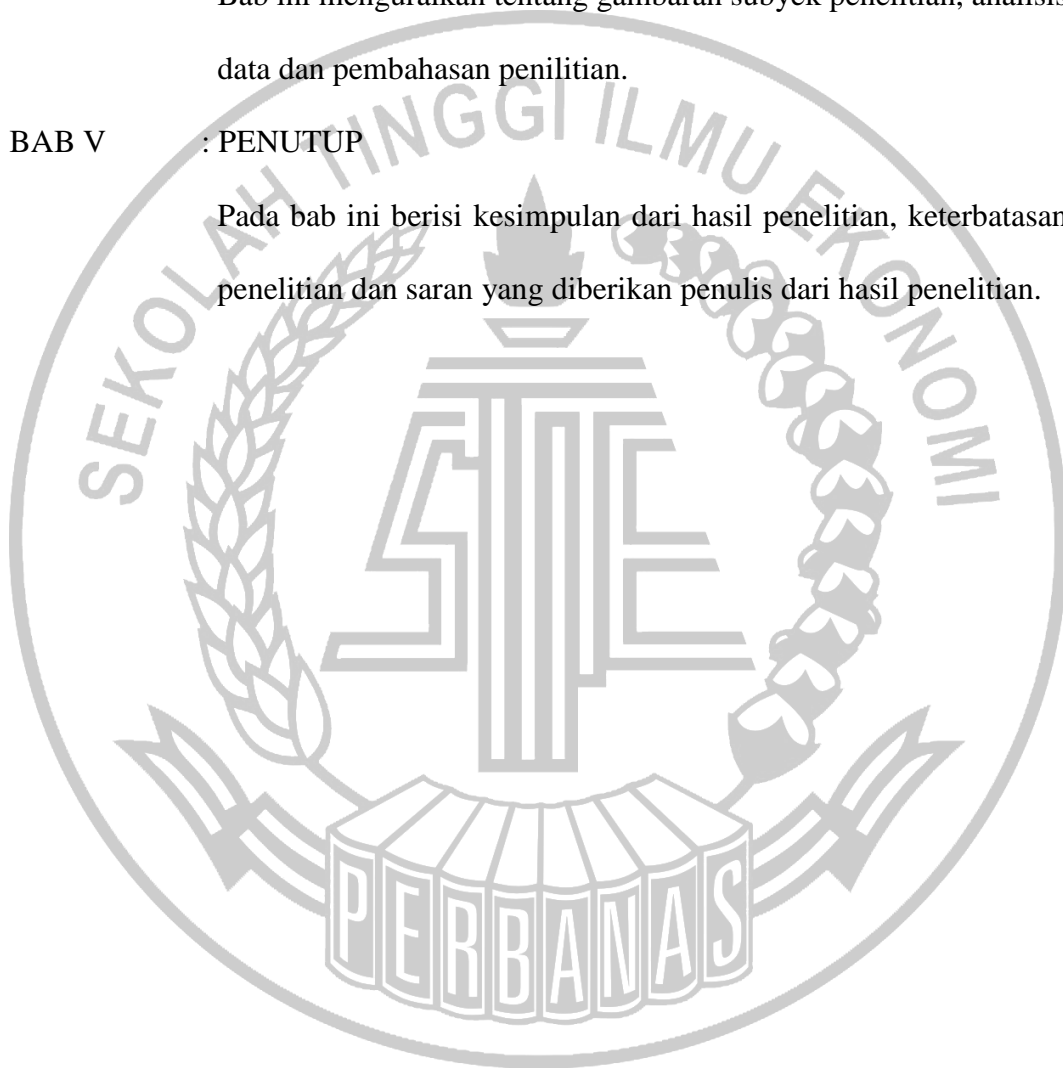 Bab ini menguraikan tentang gambaran subyek penelitian, analisis
data dan pembahasan penilitian.
BAB V : PENUTUP
Pada bab ini berisi kesimpulan dari hasil penelitian, keterbatasan
penelitian dan saran yang diberikan penulis dari hasil penelitian.
SEKOLAH TINGGI ILMU EKONOMI
STIE
PERBANAS